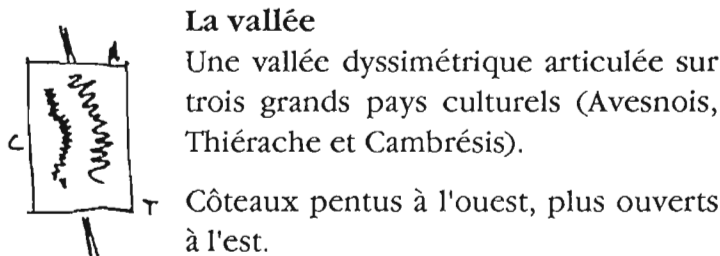 La vallée
Une vallée dyssimétrique articulée sur
trois grands pays culturels (Avesnois,
Thiérache et Cambrésis).
Côteaux pentus à l'ouest, plus ouverts
à l'est.
A
C
T